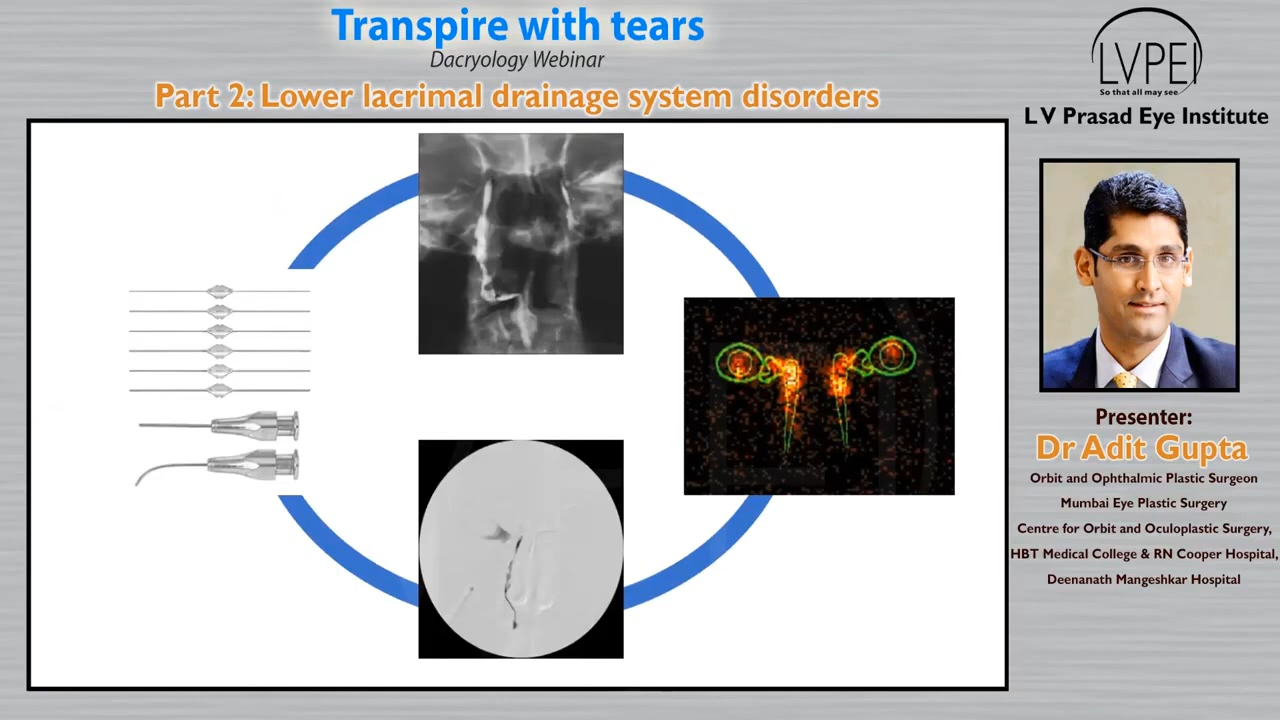 Transpire with tears
Dacryology Webinar
Part 2: Lower lacrimal drainage system disorders
LVPEI
So that all may see
L V Prasad Eye Institute
Presenter:
Dr Adit Gupta
Orbit and Ophthalmic Plastic Surgeon
Mumbai Eye Plastic Surgery
Centre for Orbit and Oculoplastic Surgery,
HBT Medical College & RN Cooper Hospital,
Deenanath Mangeshkar Hospital